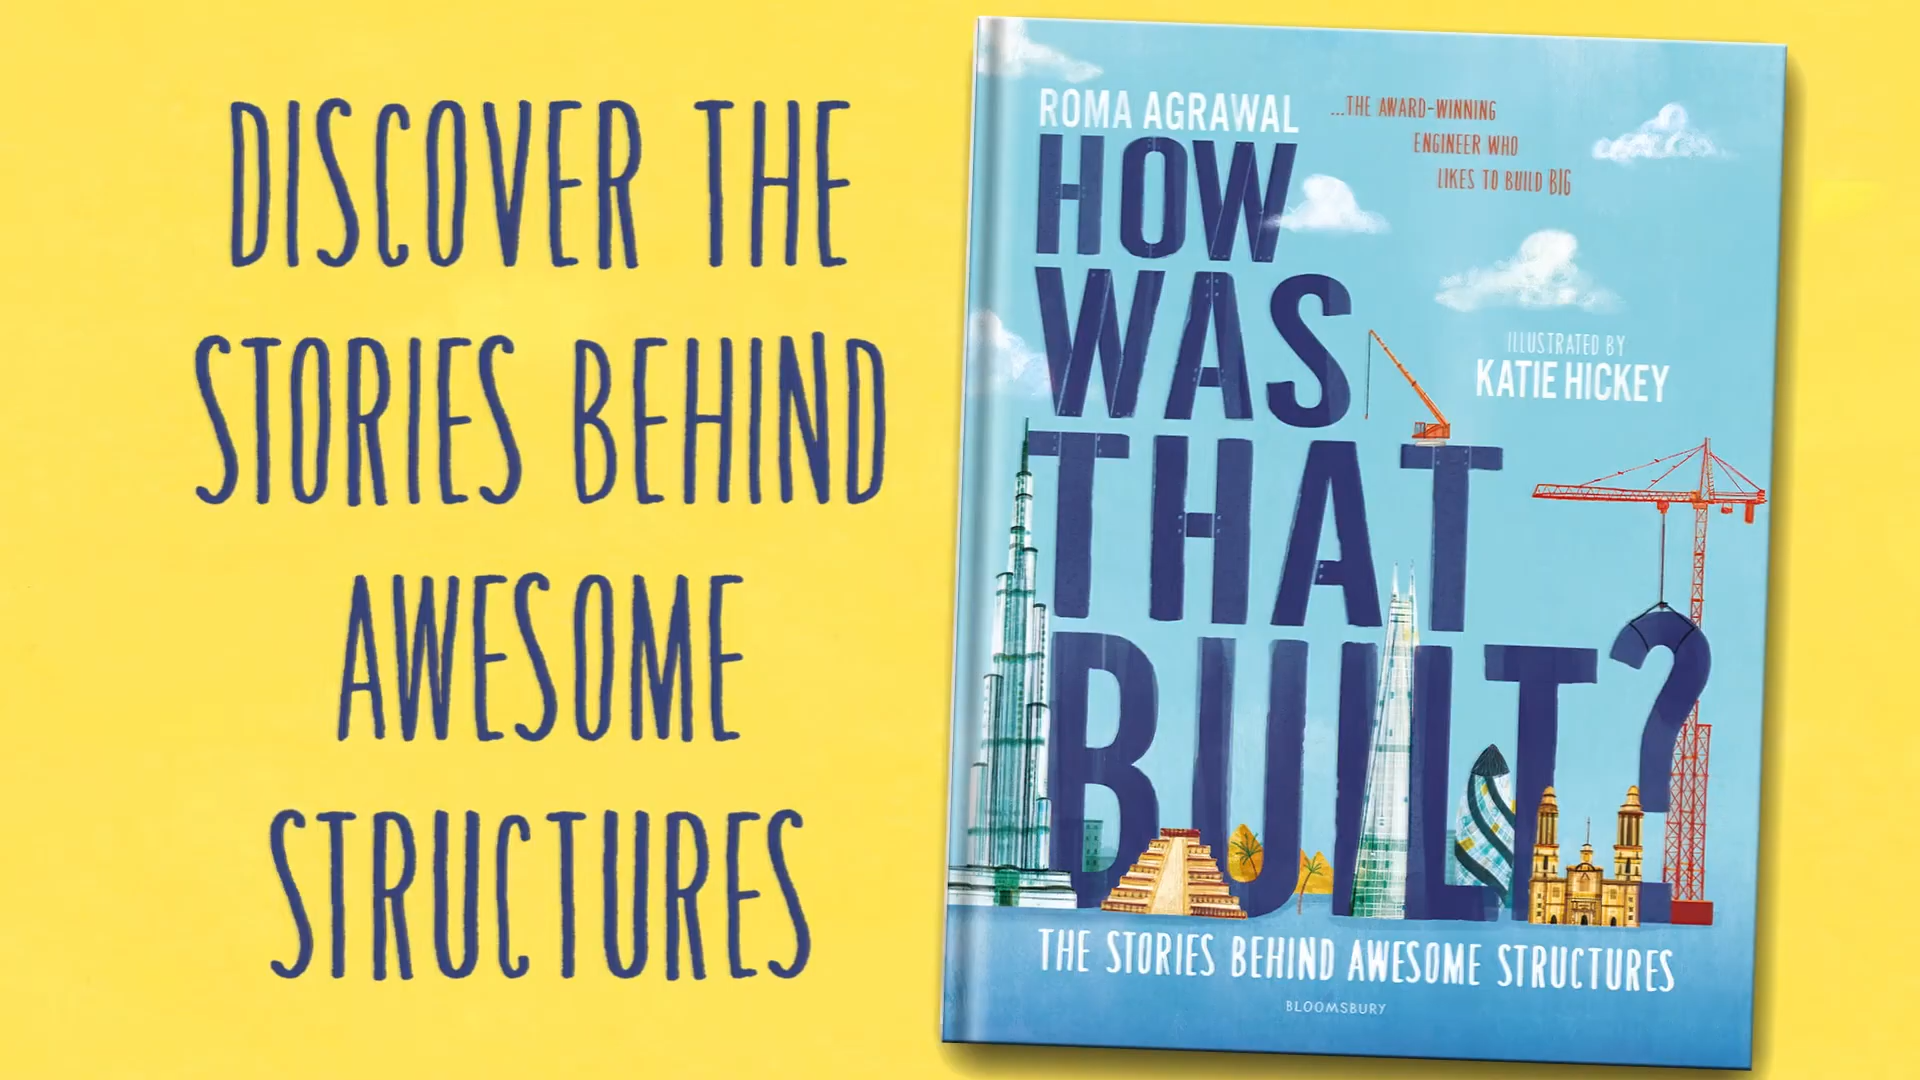 DISCOVER THE
STORIES BEHIND
AWESOME
STRUCTURES
ROMA AGRAWAL
...THE AWARD-WINNING
ENGINEER WHO
LIKES TO BUILD BIG
HOW
WAS
THAT
BUILT?
ILLUSTRATED BY
KATIE HICKEY
THE STORIES BEHIND AWESOME STRUCTURES
BLOOMSBURY